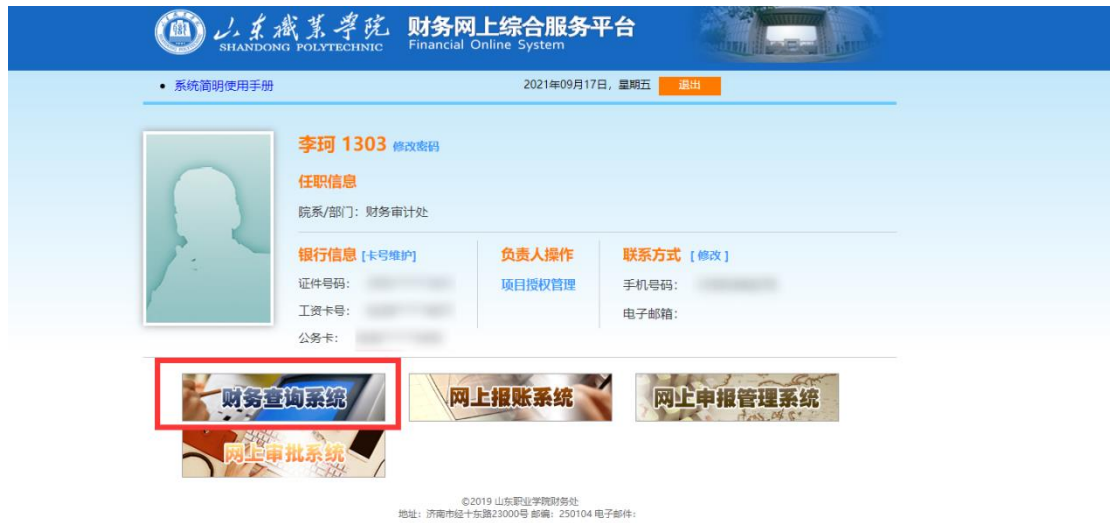 山东职业学院 财务网上综合服务平台
SHANDONG POLYTECHNIC Financial Online System
• 系统简明使用手册 2021年09月17日，星期五 退出
李珂 1303 修改密码
任职信息
院系/部门：财务审计处
银行信息 [卡号维护] 负责人操作 联系方式 [修改]
证件号码： 项目授权管理 手机号码：
工资卡号： 电子邮箱：
公务卡：
财务查询系统 网上报账系统 网上申报管理系统
网上审批系统
©2019 山东职业学院财务处
地址：济南市经十东路23000号 邮编：250104 电子邮件：